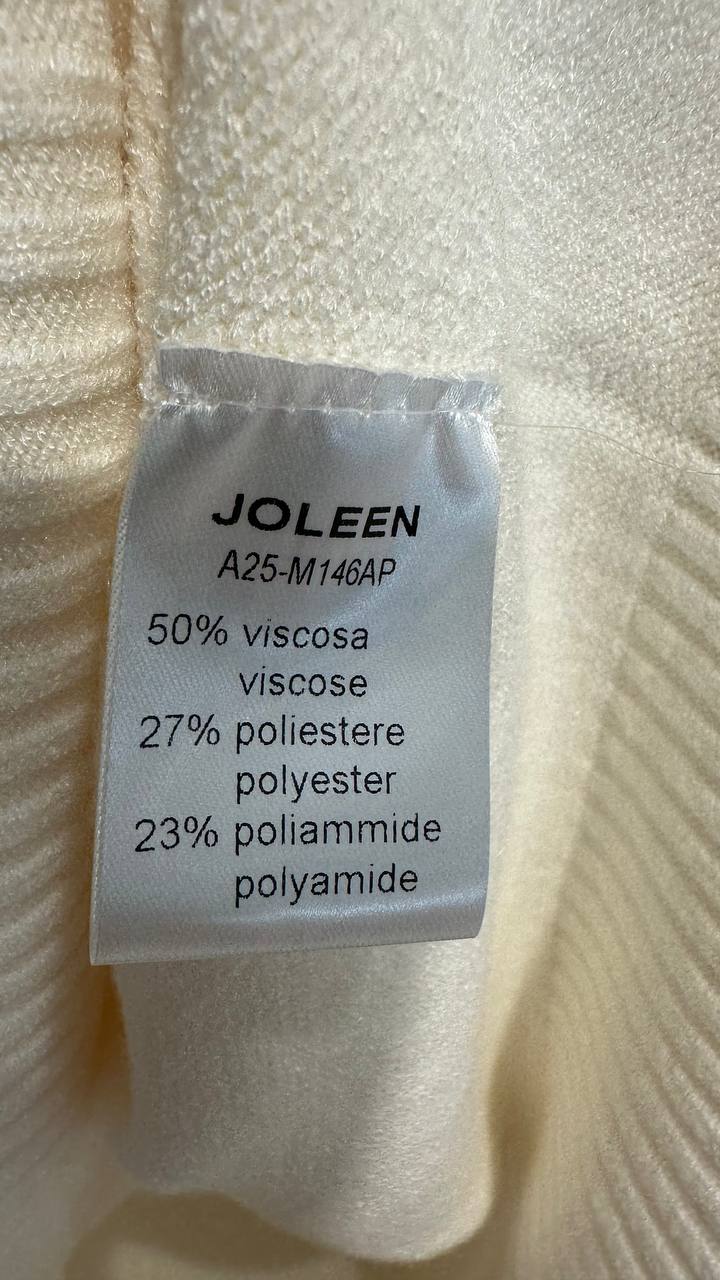 JOLEEN
A25-M146AP
50% viscosa
viscose
27% poliestere
polyester
23% poliammide
polyamide